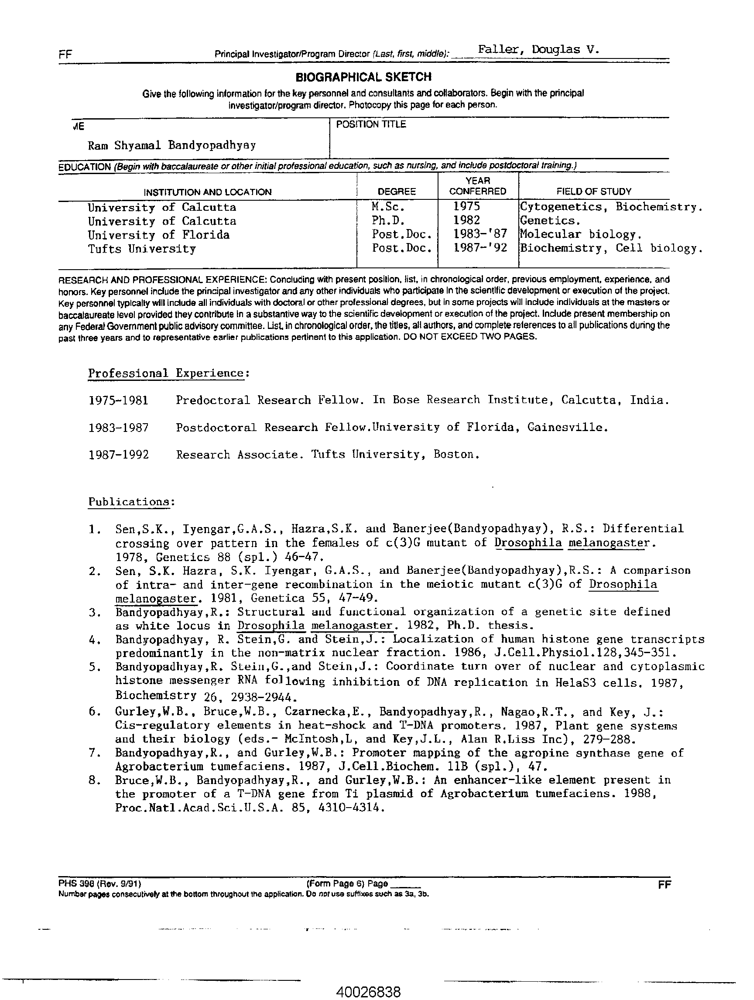 FF Principal Investigator/Program Director (Last, first, middle): Faller, Douglas V.
BIOGRAPHICAL SKETCH
Give the following information for the key personnel and consultants and collaborators. Begin with the principal
investigator/program director. Photocopy this page for each person.
ME POSITION TITLE
Ram Shyamal Bandyopadhyay
EDUCATION (Begin with baccalaureate or other initial professional education, such as nursing, and include postdoctoral training.)
INSTITUTION AND LOCATION DEGREE YEAR CONFERRED FIELD OF STUDY
University of Calcutta M.Sc. 1975 Cytogenetics, Biochemistry.
University of Calcutta Ph.D. 1982 Genetics.
University of Florida Post.Doc. 1983-'87 Molecular biology.
Tufts University Post.Doc. 1987-'92 Biochemistry, Cell biology.
RESEARCH AND PROFESSIONAL EXPERIENCE: Concluding with present position, list, in chronological order, previous employment, experience, and
honors. Key personnel include the principal investigator and any other individuals who participate in the scientific development or execution of the project.
Key personnel typically will include all individuals with doctoral or other professional degrees, but in some projects will include individuals at the masters or
baccalaureate level provided they contribute in a substantive way to the scientific development or execution of the project. Include present membership on
any Federal Government public advisory committee. List, in chronological order, the titles, all authors, and complete references to all publications during the
past three years and to representative earlier publications pertinent to this application. DO NOT EXCEED TWO PAGES.
Professional Experience:
1975-1981 Predoctoral Research Fellow. In Bose Research Institute, Calcutta, India.
1983-1987 Postdoctoral Research Fellow.University of Florida, Gainesville.
1987-1992 Research Associate. Tufts University, Boston.
Publications:
1. Sen,S.K., Iyengar,G.A.S., Hazra,S.K. and Banerjee(Bandyopadhyay), R.S.: Differential
crossing over pattern in the females of c(3)G mutant of Drosophila melanogaster.
1978, Genetics 88 (spl.) 46-47.
2. Sen, S.K. Hazra, S.K. Iyengar, G.A.S., and Banerjee(Bandyopadhyay),R.S.: A comparison
of intra- and inter-gene recombination in the meiotic mutant c(3)G of Drosophila
melanogaster. 1981, Genetica 55, 47-49.
3. Bandyopadhyay,R.: Structural and functional organization of a genetic site defined
as white locus in Drosophila melanogaster. 1982, Ph.D. thesis.
4. Bandyopadhyay, R. Stein,G. and Stein,J.: Localization of human histone gene transcripts
predominantly in the non-matrix nuclear fraction. 1986, J.Cell.Physiol.128,345-351.
5. Bandyopadhyay,R. Stein,G.,and Stein,J.: Coordinate turn over of nuclear and cytoplasmic
histone messenger RNA following inhibition of DNA replication in HelaS3 cells. 1987,
Biochemistry 26, 2938-2944.
6. Gurley,W.B., Bruce,W.B., Czarnecka,E., Bandyopadhyay,R., Nagao,R.T., and Key, J.:
Cis-regulatory elements in heat-shock and T-DNA promoters. 1987, Plant gene systems
and their biology (eds.- McIntosh,L, and Key,J.L., Alan R.Liss Inc), 279-288.
7. Bandyopadhyay,R., and Gurley,W.B.: Promoter mapping of the agropine synthase gene of
Agrobacterium tumefaciens. 1987, J.Cell.Biochem. 11B (spl.), 47.
8. Bruce,W.B., Bandyopadhyay,R., and Gurley,W.B.: An enhancer-like element present in
the promoter of a T-DNA gene from Ti plasmid of Agrobacterium tumefaciens. 1988,
Proc.Natl.Acad.Sci.U.S.A. 85, 4310-4314.
PHS 398 (Rev. 9/91) (Form Page 6) Page ______ FF
Number pages consecutively at the bottom throughout the application. Do not use suffixes such as 3a, 3b.
40026838